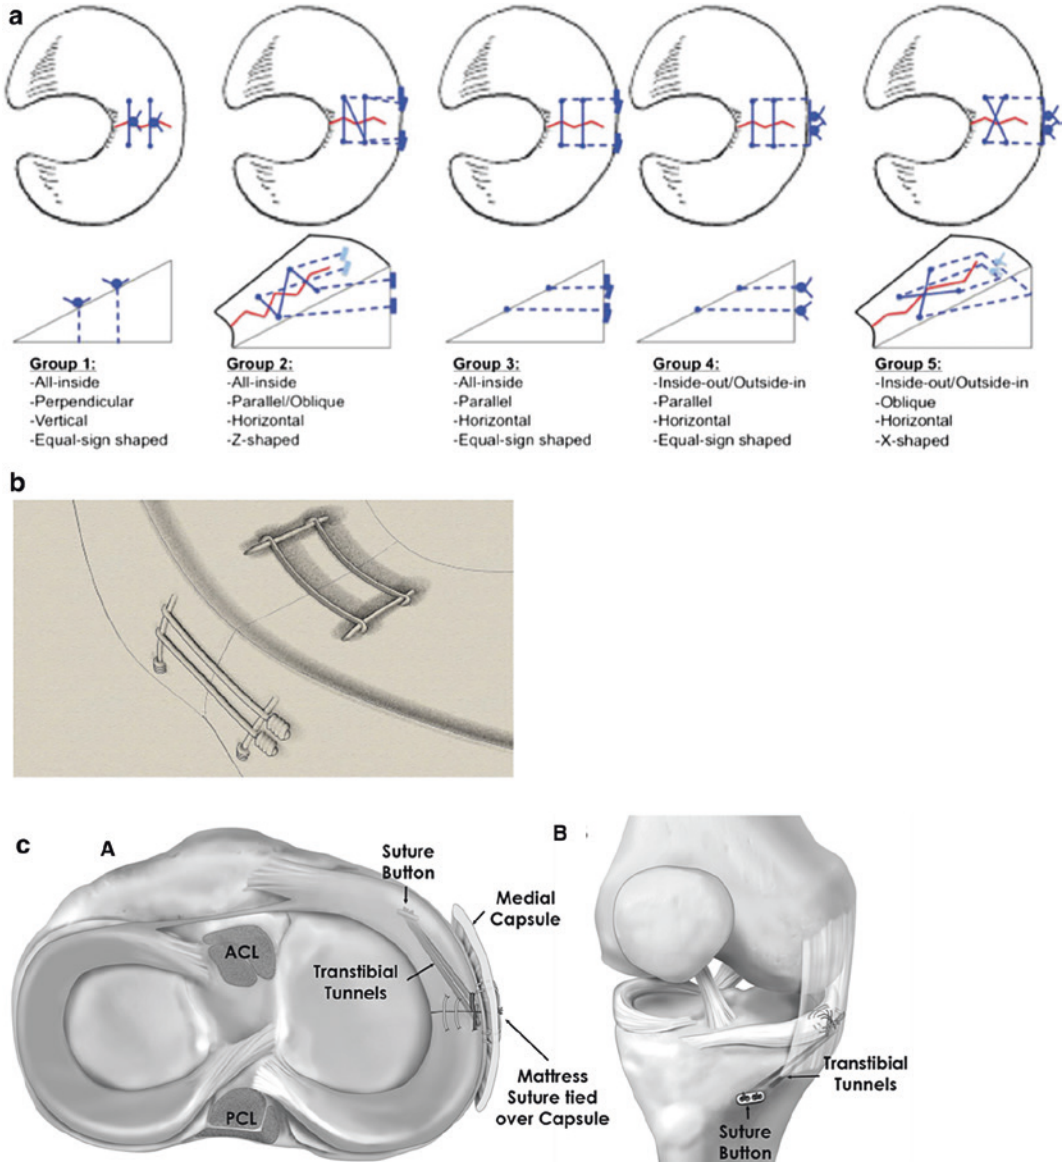 a
Group 1:
-All-inside
-Perpendicular
-Vertical
-Equal-sign shaped
Group 2:
-All-inside
-Parallel/Oblique
-Horizontal
-Z-shaped
Group 3:
-All-inside
-Parallel
-Horizontal
-Equal-sign shaped
Group 4:
-Inside-out/Outside-in
-Parallel
-Horizontal
-Equal-sign shaped
Group 5:
-Inside-out/Outside-in
-Oblique
-Horizontal
-X-shaped
b
c
A
Suture
Button
Medial
Capsule
ACL
Transtibial
Tunnels
Mattress
Suture tied
over Capsule
PCL
B
Transtibial
Tunnels
Suture
Button